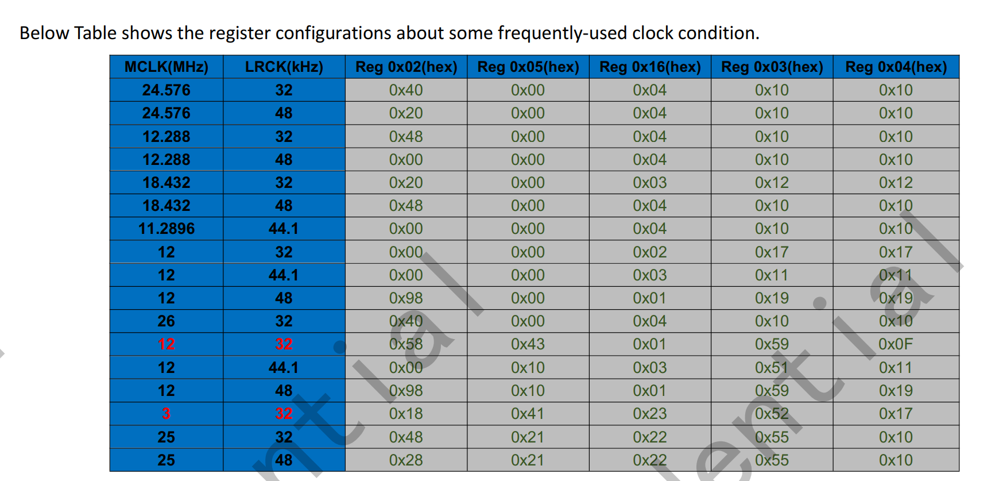 Below Table shows the register configurations about some frequently-used clock condition.
MCLK(MHz) LRCK(kHz) Reg 0x02(hex) Reg 0x05(hex) Reg 0x16(hex) Reg 0x03(hex) Reg 0x04(hex)
24.576 32 0x40 0x00 0x04 0x10 0x10
24.576 48 0x20 0x00 0x04 0x10 0x10
12.288 32 0x48 0x00 0x04 0x10 0x10
12.288 48 0x00 0x00 0x04 0x10 0x10
18.432 32 0x20 0x00 0x03 0x12 0x12
18.432 48 0x48 0x00 0x04 0x10 0x10
11.2896 44.1 0x00 0x00 0x04 0x10 0x10
12 32 0x00 0x00 0x02 0x17 0x17
12 44.1 0x00 0x00 0x03 0x11 0x11
12 48 0x98 0x00 0x01 0x19 0x19
26 32 0x40 0x00 0x04 0x10 0x10
12 32 0x58 0x43 0x01 0x59 0x0F
12 44.1 0x00 0x10 0x03 0x51 0x11
12 48 0x98 0x10 0x01 0x59 0x19
3 32 0x18 0x41 0x23 0x52 0x17
25 32 0x48 0x21 0x22 0x55 0x10
25 48 0x28 0x21 0x22 0x55 0x10
ntial
ential